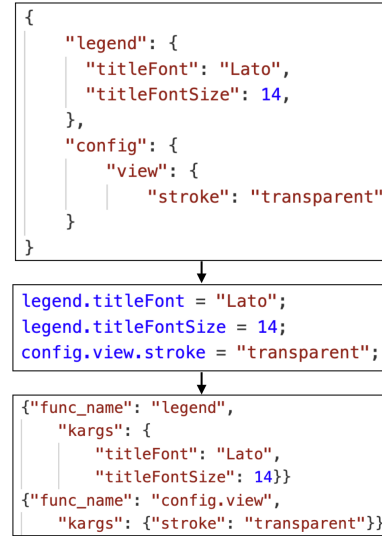 {
"legend": {
"titleFont": "Lato",
"titleFontSize": 14,
},
"config": {
"view": {
"stroke": "transparent"
}
}
legend.titleFont = "Lato";
legend.titleFontSize = 14;
config.view.stroke = "transparent";
{"func_name": "legend",
"kargs": {
"titleFont": "Lato",
"titleFontSize": 14}}
{"func_name": "config.view",
"kargs": {"stroke": "transparent"}}